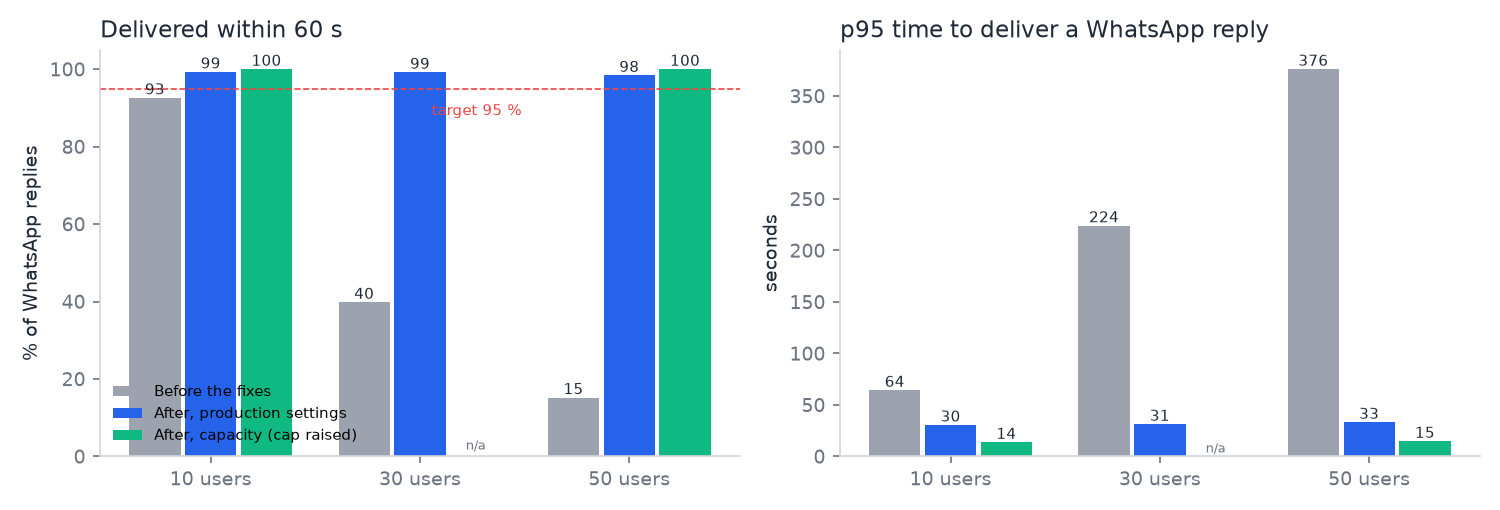 Delivered within 60 s
% of WhatsApp replies
100
80
60
40
20
0
93
99
100
40
99
n/a
15
98
100
target 95 %
Before the fixes
After, production settings
After, capacity (cap raised)
10 users
30 users
50 users
p95 time to deliver a WhatsApp reply
seconds
350
300
250
200
150
100
50
0
64
30
14
224
31
n/a
376
33
15
10 users
30 users
50 users